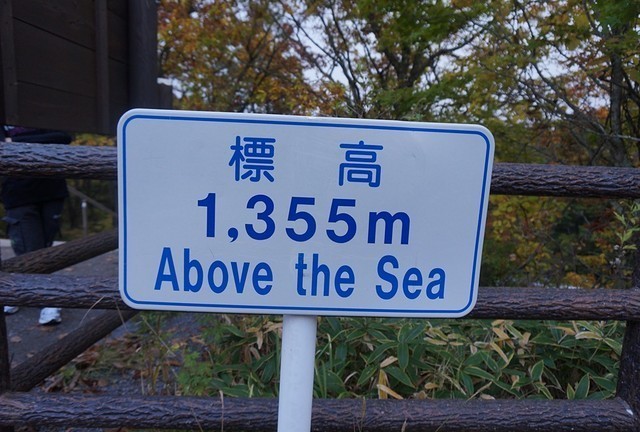 標 高
1,355m
Above the Sea